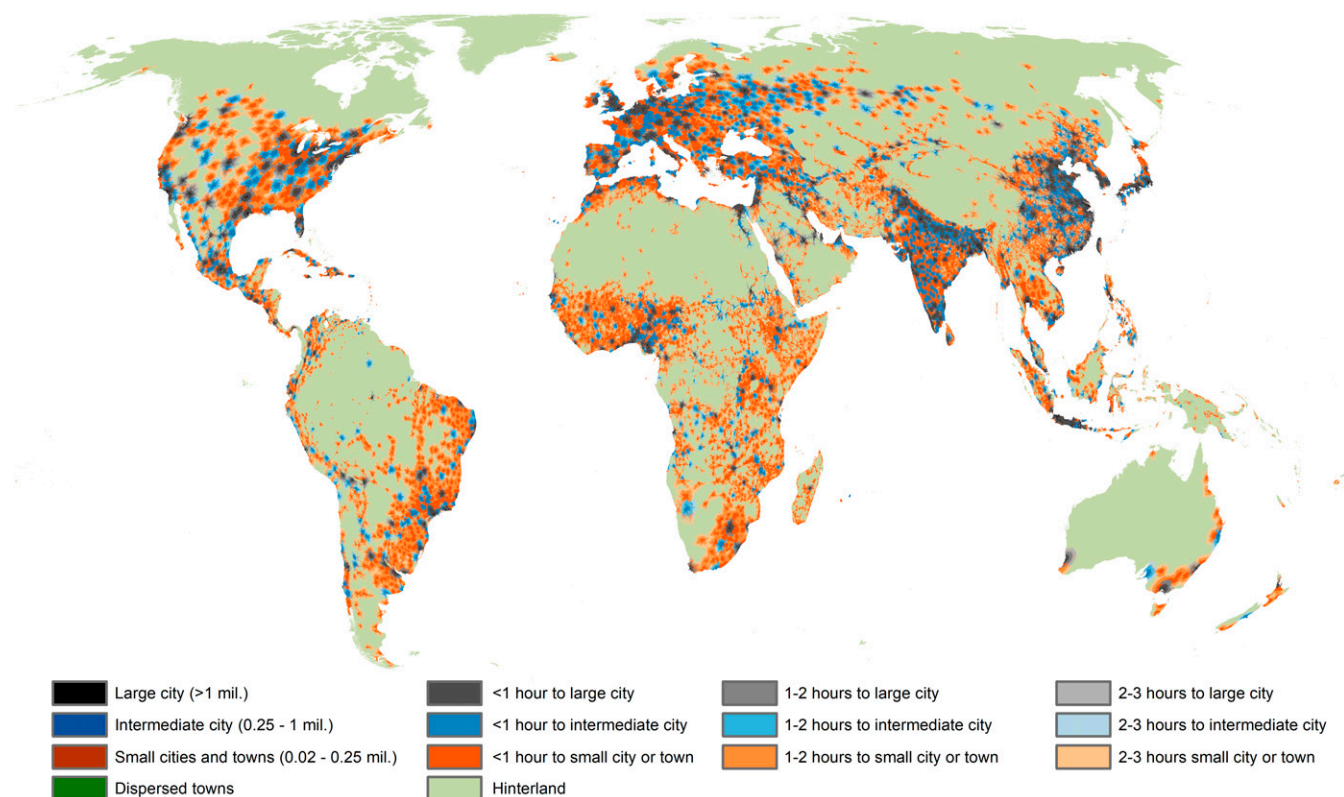 Large city (>1 mil.) <1 hour to large city 1-2 hours to large city 2-3 hours to large city
Intermediate city (0.25 - 1 mil.) <1 hour to intermediate city 1-2 hours to intermediate city 2-3 hours to intermediate city
Small cities and towns (0.02 - 0.25 mil.) <1 hour to small city or town 1-2 hours to small city or town 2-3 hours small city or town
Dispersed towns Hinterland